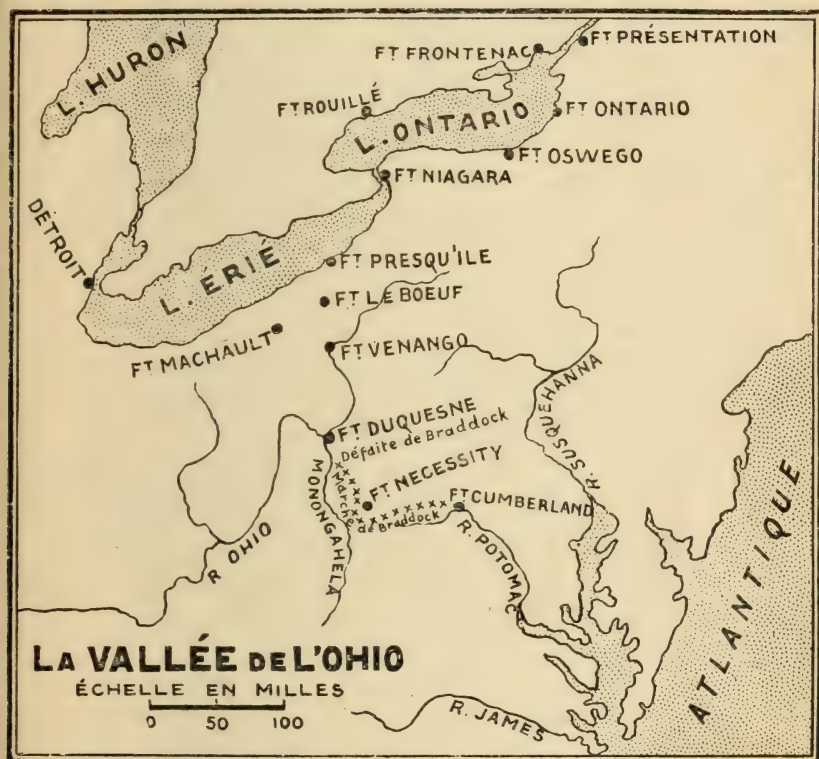 L. HURON
FT FRONTENAC
FT PRÉSENTATION
FT ROUILLÉ
L. ONTARIO
FT ONTARIO
FT OSWEGO
FT NIAGARA
DÉTROIT
L. ÉRIÉ
FT PRESQU'ILE
FT LE BOEUF
FT MACHAULT
FT VENANGO
R. SUSQUEHANNA
FT DUQUESNE
Défaite de Braddock
MONONGAHELA
Marche de Braddock
FT NECESSITY
FT CUMBERLAND
R OHIO
R. POTOMAC
ATLANTIQUE
LA VALLÉE DE L'OHIO
ÉCHELLE EN MILLES
0 50 100
R. JAMES